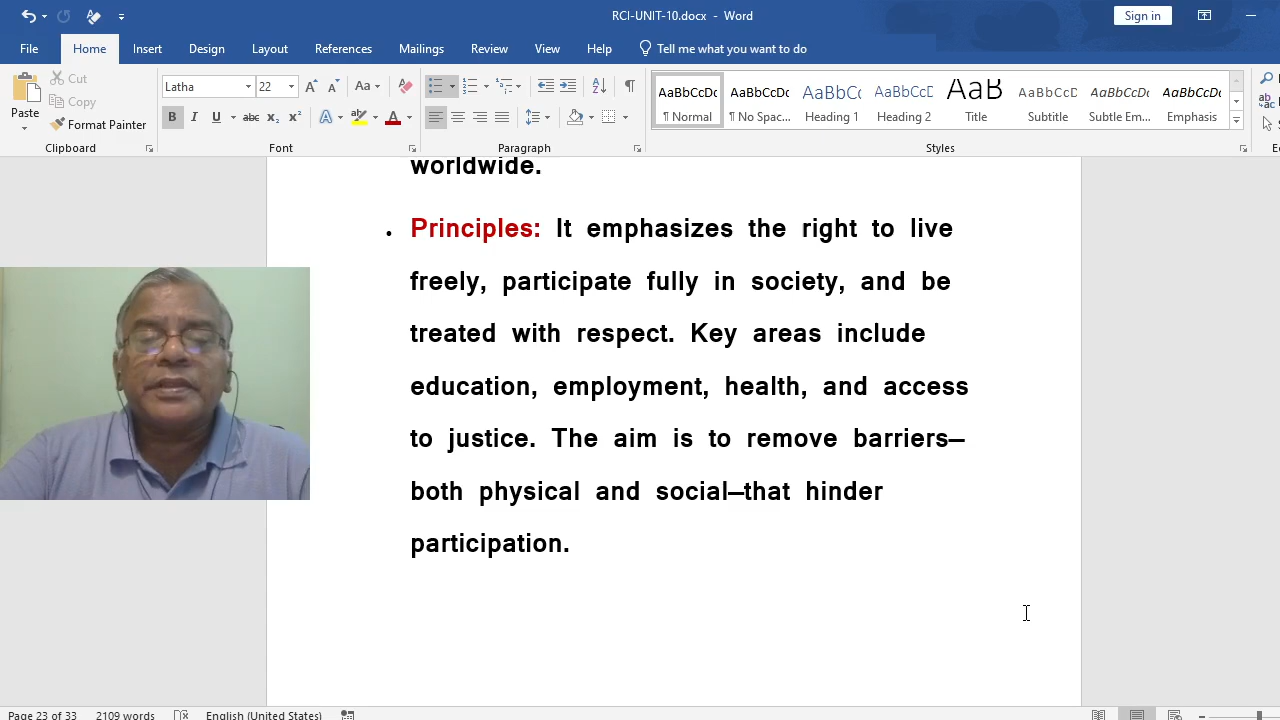 RCI-UNIT-10.docx - Word
Sign in
File Home Insert Design Layout References Mailings Review View Help Tell me what you want to do
Paste
Cut
Copy
Format Painter
Clipboard
Latha 22
Aa
B I U abc x₂ x²
Font
Paragraph
AaBbCcDc AaBbCcDc AaBbCc AaBbCcD AaB AaBbCcD AaBbCcDc AaBbCcDc
¶ Normal ¶ No Spac... Heading 1 Heading 2 Title Subtitle Subtle Em... Emphasis
Styles
worldwide.
• Principles: It emphasizes the right to live
freely, participate fully in society, and be
treated with respect. Key areas include
education, employment, health, and access
to justice. The aim is to remove barriers—
both physical and social—that hinder
participation.
Page 23 of 33 2109 words English (United States)